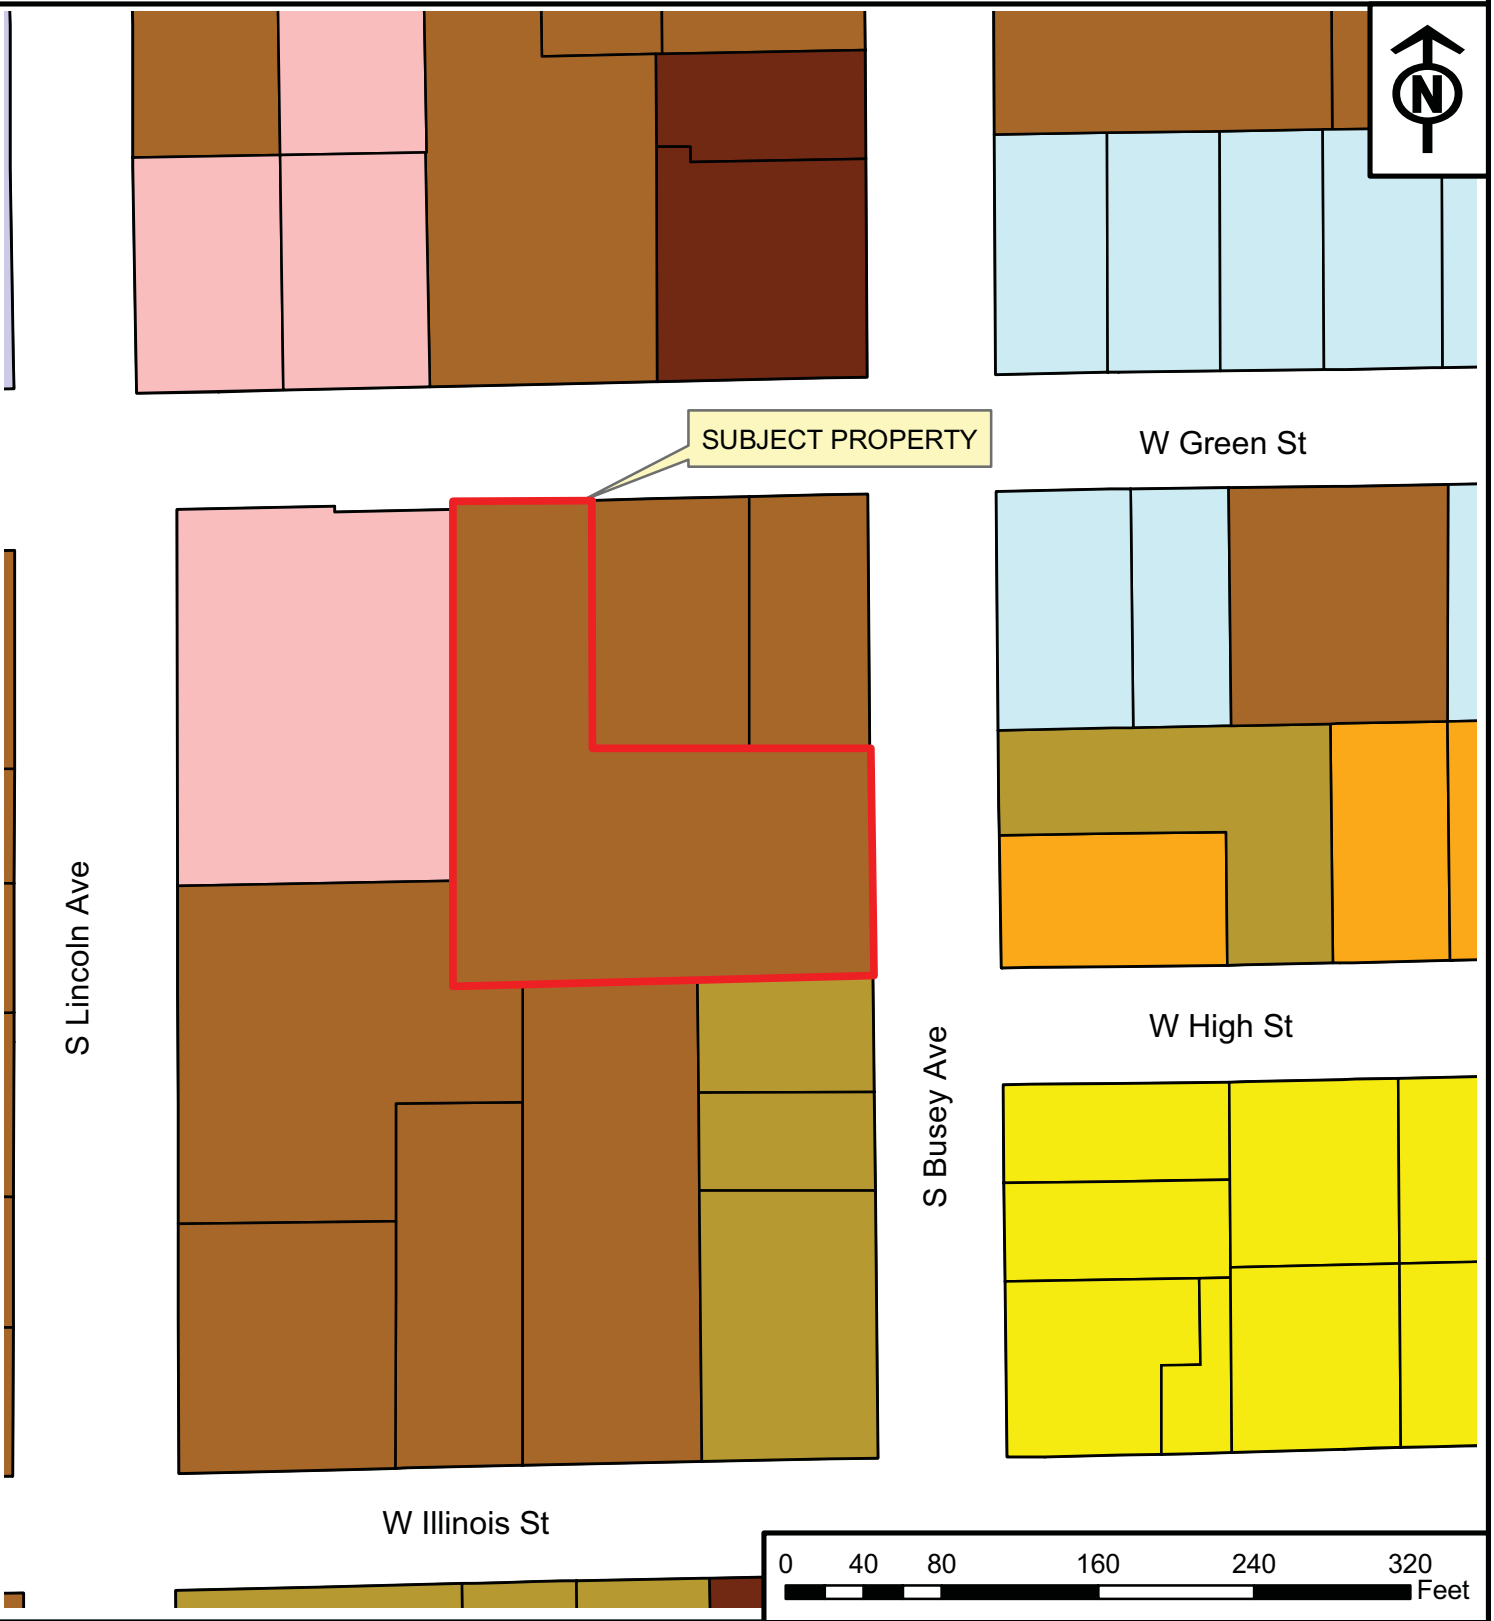 N
SUBJECT PROPERTY
W Green St
S Lincoln Ave
W High St
S Busey Ave
W Illinois St
0 40 80 160 240 320
Feet